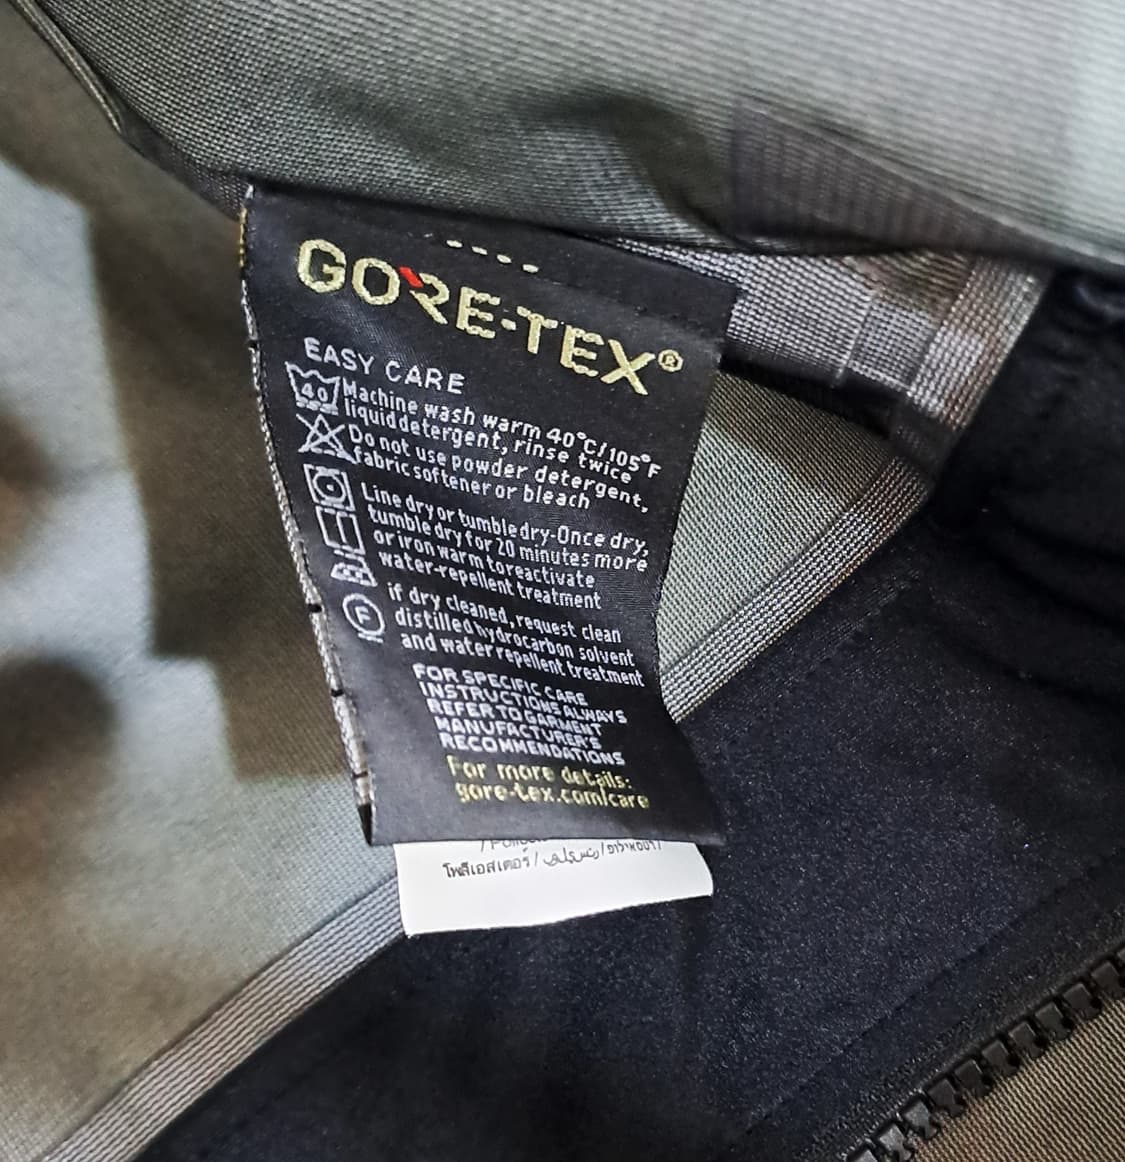 GORE-TEX®
EASY CARE
40 Machine wash warm 40°C/105°F
liquid detergent, rinse twice
Do not use powder detergent,
fabric softener or bleach
Line dry or tumble dry-Once dry,
tumble dry for 20 minutes more
or iron warm to reactivate
water-repellent treatment
F if dry cleaned, request clean
distilled hydrocarbon solvent
and water repellent treatment
FOR SPECIFIC CARE
INSTRUCTIONS ALWAYS
REFER TO GARMENT
MANUFACTURER'S
RECOMMENDATIONS
For more details:
gore-tex.com/care
โพลีเอสเตอร์ /